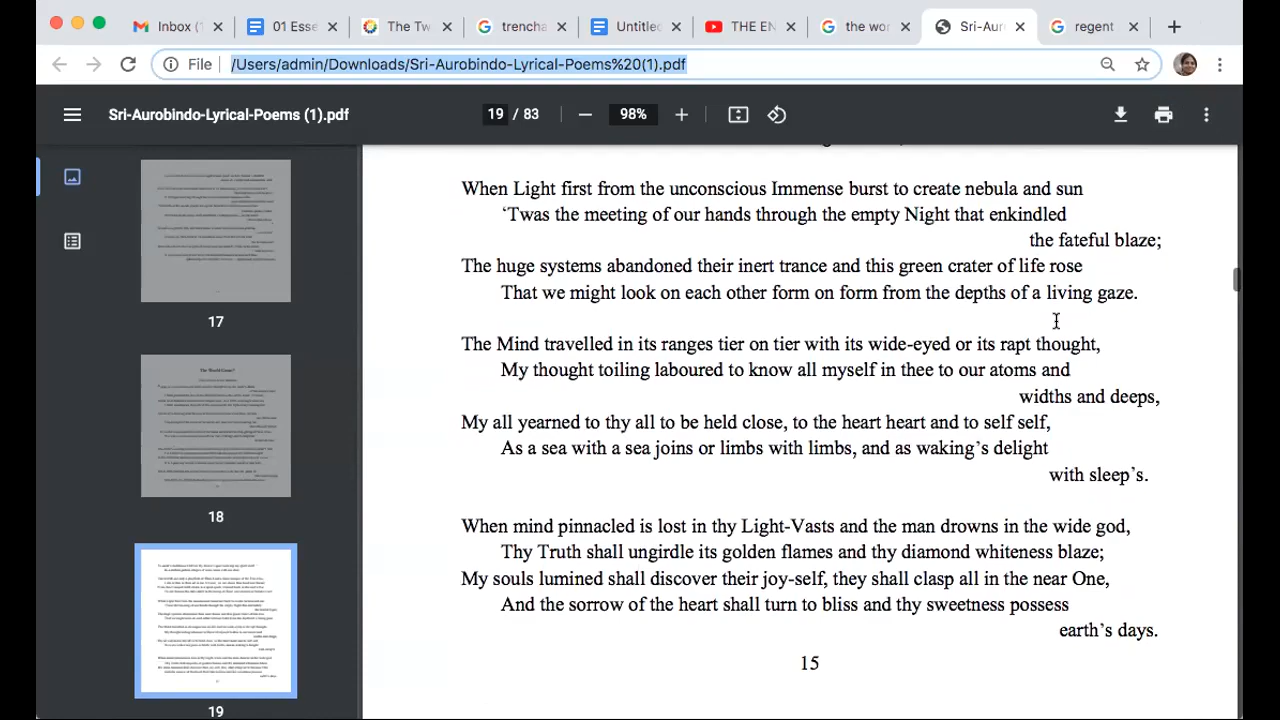 Inbox (1
01 Esse
The Tw
trencha
Untitled
THE EN
the wor
Sri-Aur
regent
File
/Users/admin/Downloads/Sri-Aurobindo-Lyrical-Poems%20(1).pdf
Sri-Aurobindo-Lyrical-Poems (1).pdf
19 / 83
98%
17
18
19
When Light first from the unconscious Immense burst to create nebula and sun
‘Twas the meeting of our hands through the empty Night that enkindled
the fateful blaze;
The huge systems abandoned their inert trance and this green crater of life rose
That we might look on each other form on form from the depths of a living gaze.
The Mind travelled in its ranges tier on tier with its wide-eyed or its rapt thought,
My thought toiling laboured to know all myself in thee to our atoms and
widths and deeps,
My all yearned to thy all to be held close, to the heart heart and to self self,
As a sea with a sea joins or limbs with limbs, and as waking’s delight
with sleep’s.
When mind pinnacled is lost in thy Light-Vasts and the man drowns in the wide god,
Thy Truth shall ungirdle its golden flames and thy diamond whiteness blaze;
My souls lumined shall discover their joy-self, they shall clasp all in the near One,
And the sorrow of the heart shall turn to bliss and thy sweetness possess
earth’s days.
15